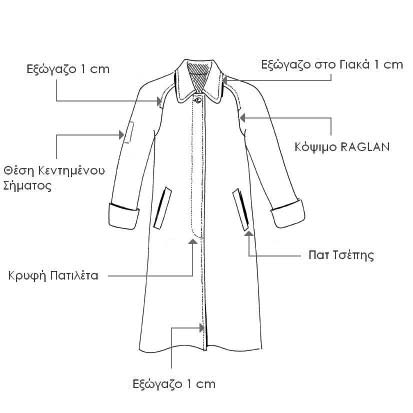 Εξώγαζο 1 cm
Εξώγαζο στο Γιακά 1 cm
Κόψιμο RAGLAN
Θέση Κεντημένου
Σήματος
Πατ Τσέπης
Κρυφή Πατιλέτα
Εξώγαζο 1 cm